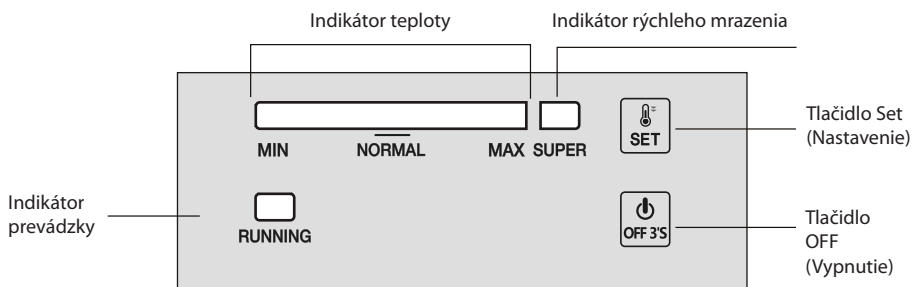 Indikátor teploty
Indikátor rýchleho mrazenia
MIN NORMAL MAX SUPER
SET
Tlačidlo Set
(Nastavenie)
Indikátor
prevádzky
RUNNING
OFF 3'S
Tlačidlo
OFF
(Vypnutie)